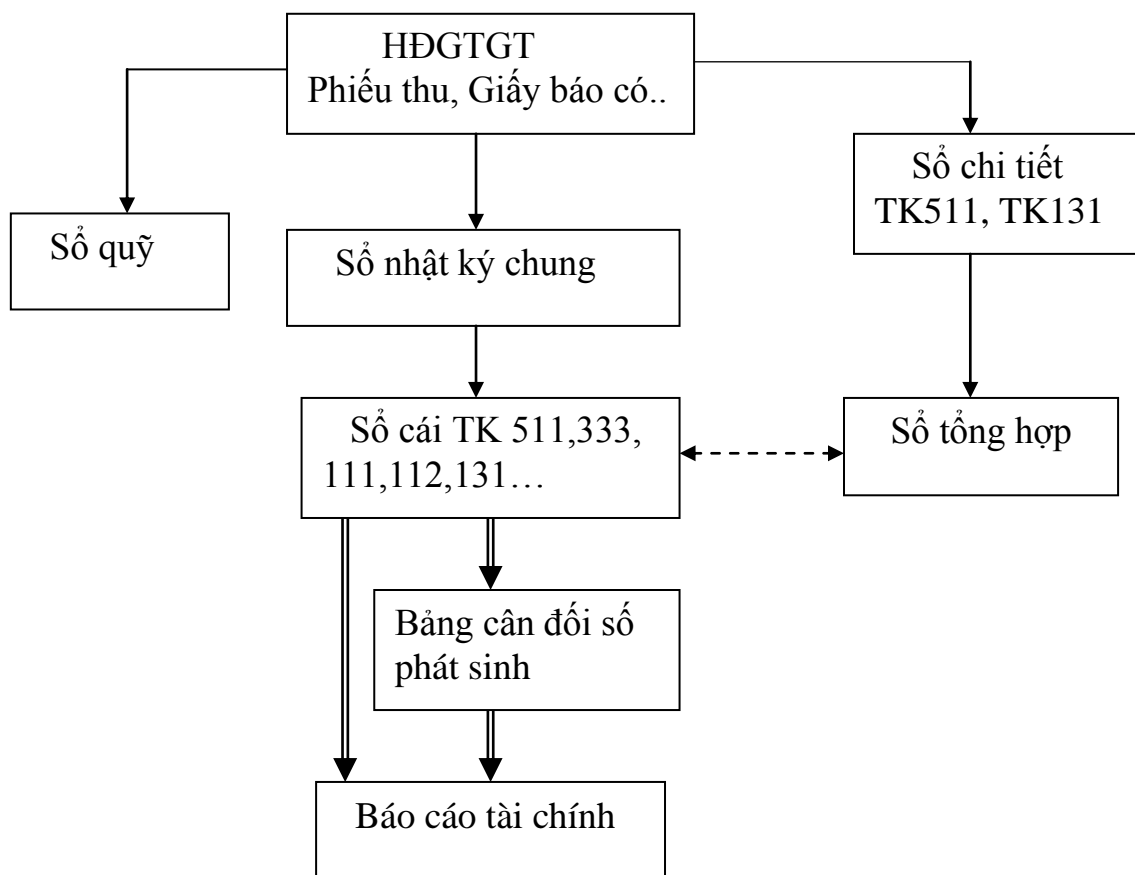 HĐGTGT
Phiếu thu, Giấy báo có..
Sổ quỹ
Sổ nhật ký chung
Sổ chi tiết
TK511, TK131
Sổ cái TK 511,333,
111,112,131…
Sổ tổng hợp
Bảng cân đối số
phát sinh
Báo cáo tài chính